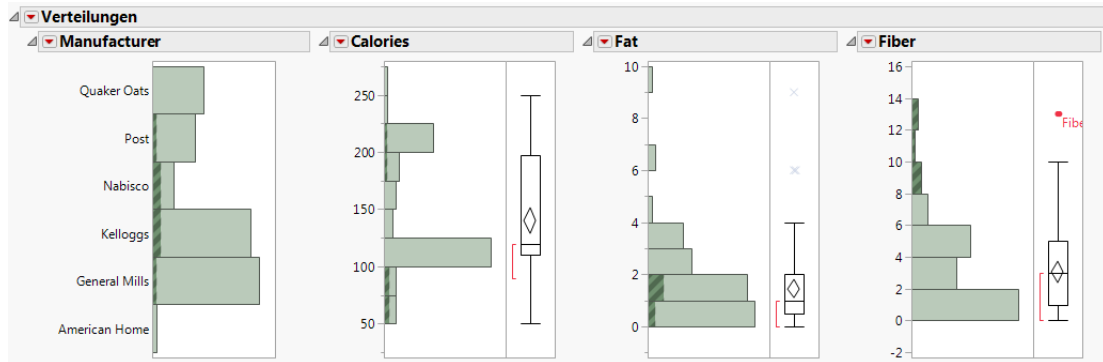 Verteilungen
Manufacturer
Quaker Oats
Post
Nabisco
Kelloggs
General Mills
American Home
Calories
250
200
150
100
50
Fat
10
8
6
4
2
0
Fiber
16
14
12
10
8
6
4
2
0
-2
Fibe